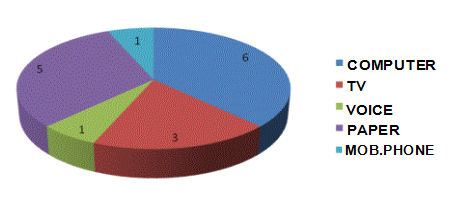 1
6
5
1
3
COMPUTER
TV
VOICE
PAPER
MOB.PHONE